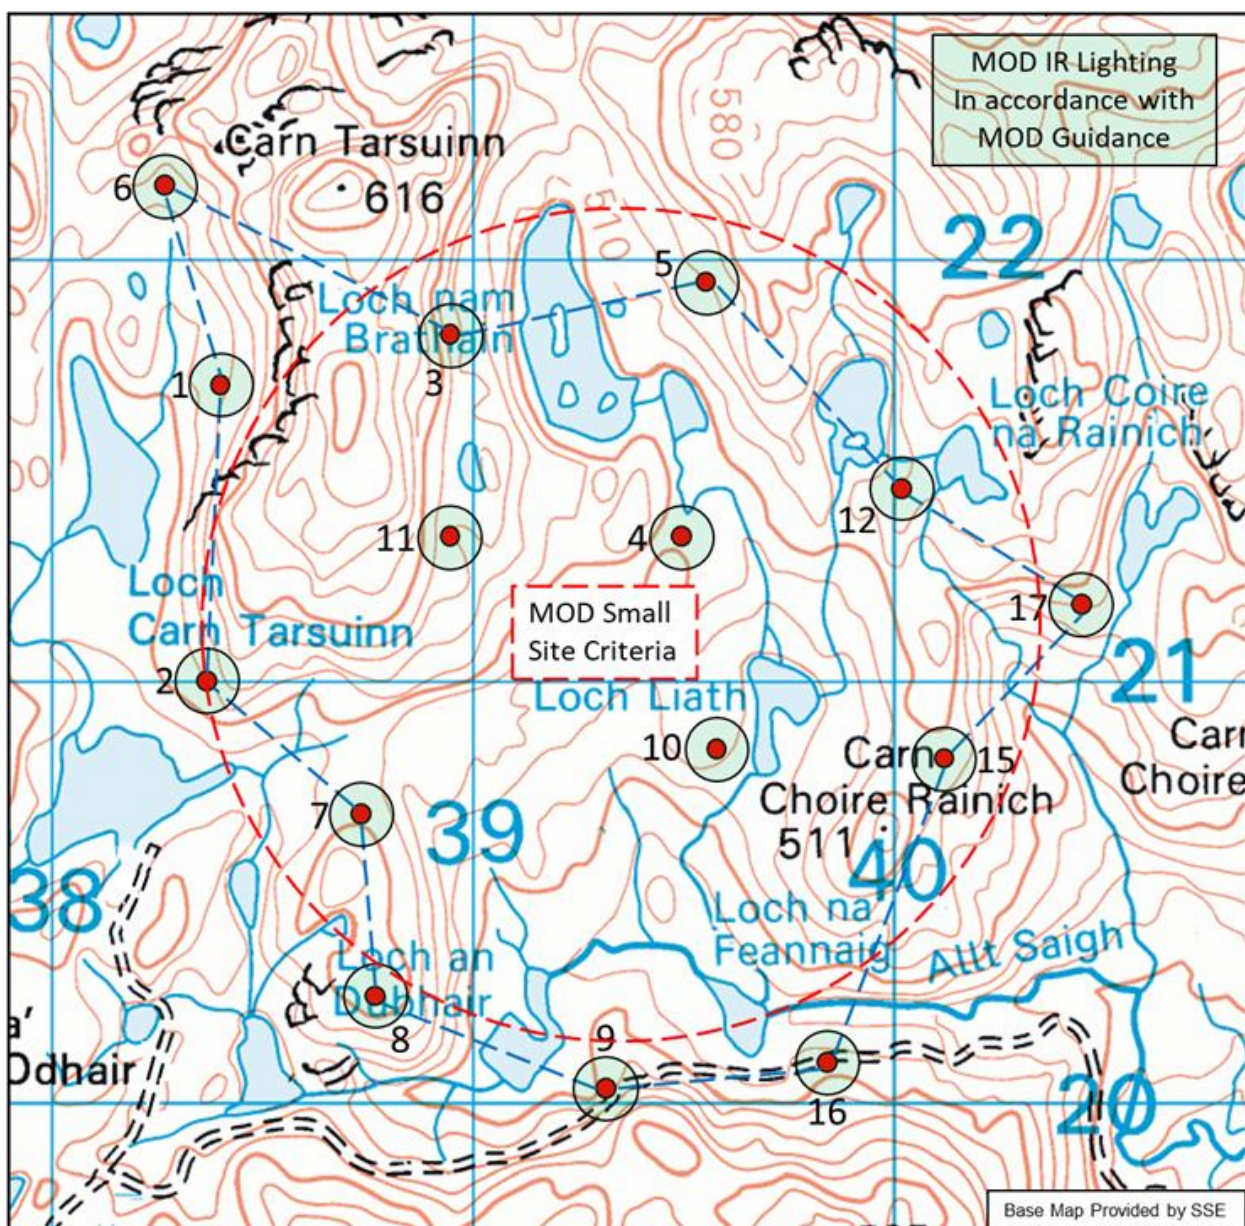 MOD IR Lighting
In accordance with
MOD Guidance
Carn Tarsuinn
616
580
510
6
22
5
Loch nam
Brathain
3
1
Loch Coire
na Rainich
12
11
4
17
MOD Small
Site Criteria
Loch
Carn Tarsuinn
2
21
Loch Liath
10
Carn
Choire Rainich
511
15
Carr
Choire
7
39
40
38
Loch na
Feannaig
Allt Saigh
Loch an
Dubhair
8
9
a'
Odhair
16
20
Base Map Provided by SSE